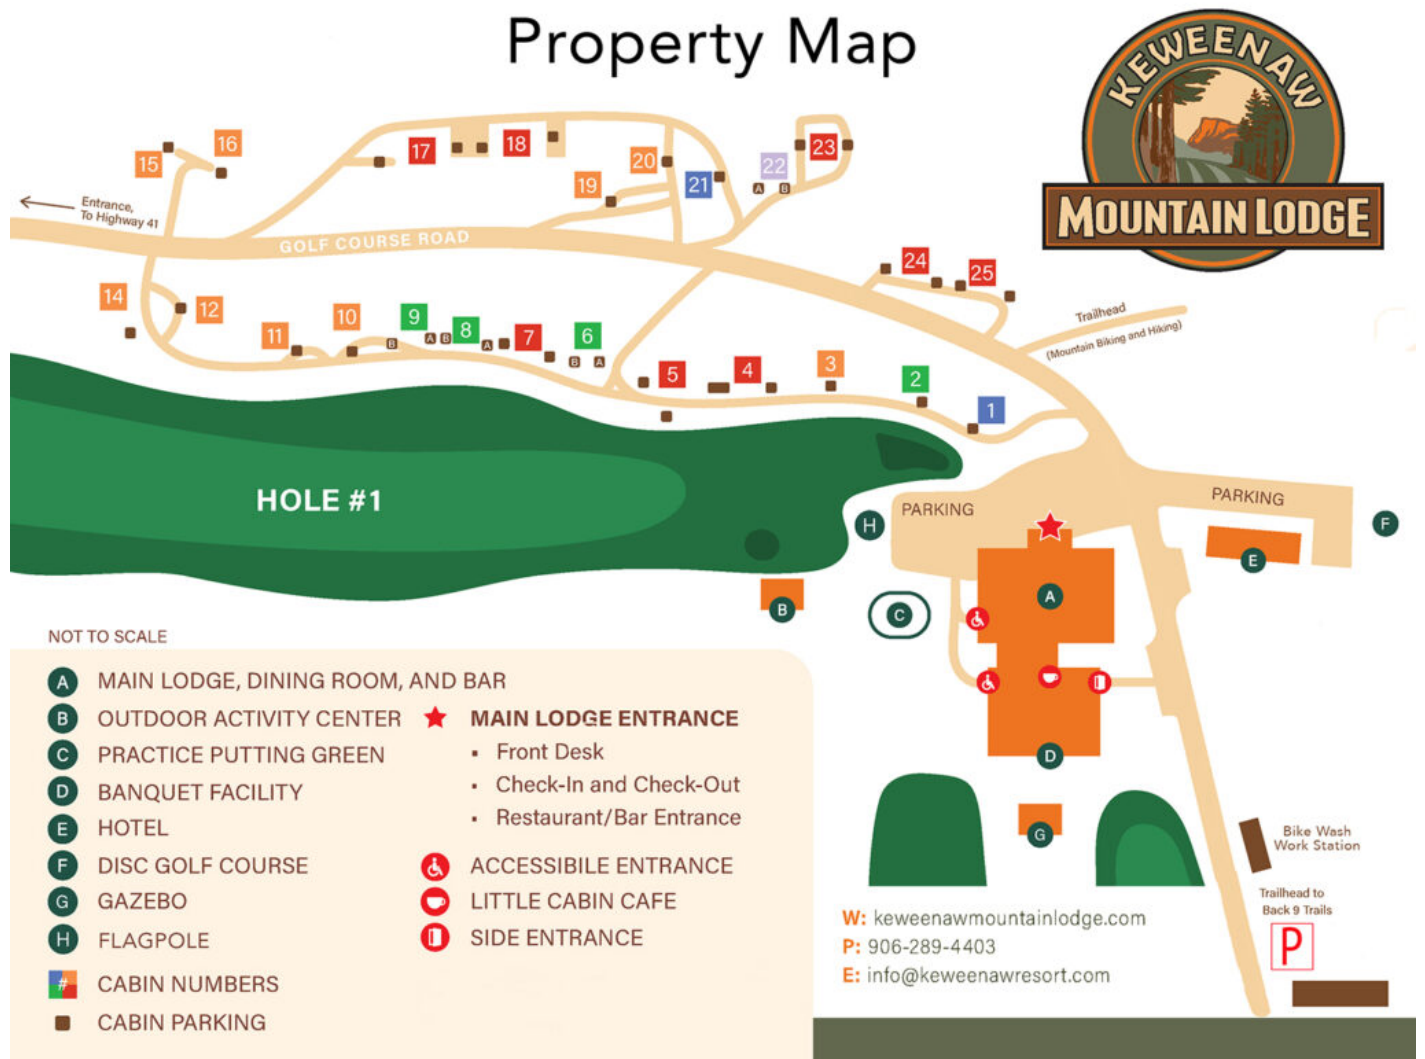 Property Map
KEWEENAW
MOUNTAIN LODGE
15
16
17
18
19
20
21
22
A B
23
Entrance,
To Highway 41
GOLF COURSE ROAD
24
25
14
12
11
10
9
B
A B
8
A
7
6
B A
5
4
3
2
1
Trailhead
(Mountain Biking and Hiking)
HOLE #1
PARKING
PARKING
H
F
E
A
B
C
D
G
NOT TO SCALE
A MAIN LODGE, DINING ROOM, AND BAR
B OUTDOOR ACTIVITY CENTER
C PRACTICE PUTTING GREEN
D BANQUET FACILITY
E HOTEL
F DISC GOLF COURSE
G GAZEBO
H FLAGPOLE
# CABIN NUMBERS
CABIN PARKING
MAIN LODGE ENTRANCE
• Front Desk
• Check-In and Check-Out
• Restaurant/Bar Entrance
ACCESSIBILE ENTRANCE
LITTLE CABIN CAFE
SIDE ENTRANCE
Bike Wash
Work Station
Trailhead to
Back 9 Trails
P
W: keweenawmountainlodge.com
P: 906-289-4403
E: info@keweenawresort.com